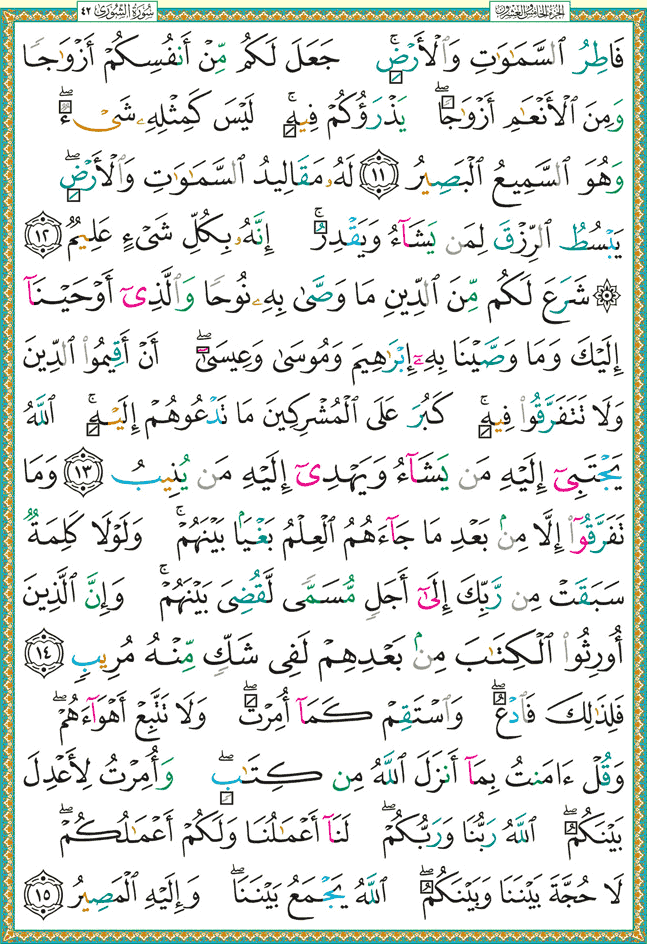 سُورَةُ الشُّورَىٰ ٤٢ الجزء الخامس والعشرون
فَاطِرُ ٱلسَّمَٰوَٰتِ وَٱلْأَرْضِۚ جَعَلَ لَكُم مِّنْ أَنفُسِكُمْ أَزْوَٰجًا
وَمِنَ ٱلْأَنْعَٰمِ أَزْوَٰجًاۖ يَذْرَؤُكُمْ فِيهِۚ لَيْسَ كَمِثْلِهِۦ شَىْءٌۖ
وَهُوَ ٱلسَّمِيعُ ٱلْبَصِيرُ ١١ لَهُۥ مَقَالِيدُ ٱلسَّمَٰوَٰتِ وَٱلْأَرْضِۖ
يَبْسُطُ ٱلرِّزْقَ لِمَن يَشَآءُ وَيَقْدِرُۚ إِنَّهُۥ بِكُلِّ شَىْءٍ عَلِيمٌ ١٢
۞ شَرَعَ لَكُم مِّنَ ٱلدِّينِ مَا وَصَّىٰ بِهِۦ نُوحًا وَٱلَّذِىٓ أَوْحَيْنَآ
إِلَيْكَ وَمَا وَصَّيْنَا بِهِۦٓ إِبْرَٰهِيمَ وَمُوسَىٰ وَعِيسَىٰٓۖ أَنْ أَقِيمُوا۟ ٱلدِّينَ
وَلَا تَتَفَرَّقُوا۟ فِيهِۚ كَبُرَ عَلَى ٱلْمُشْرِكِينَ مَا تَدْعُوهُمْ إِلَيْهِۚ ٱللَّهُ
يَجْتَبِىٓ إِلَيْهِ مَن يَشَآءُ وَيَهْدِىٓ إِلَيْهِ مَن يُنِيبُ ١٣ وَمَا
تَفَرَّقُوٓا۟ إِلَّا مِنۢ بَعْدِ مَا جَآءَهُمُ ٱلْعِلْمُ بَغْيًۢا بَيْنَهُمْۚ وَلَوْلَا كَلِمَةٌ
سَبَقَتْ مِن رَّبِّكَ إِلَىٰٓ أَجَلٍ مُّسَمًّى لَّقُضِىَ بَيْنَهُمْۚ وَإِنَّ ٱلَّذِينَ
أُورِثُوا۟ ٱلْكِتَٰبَ مِنۢ بَعْدِهِمْ لَفِى شَكٍّ مِّنْهُ مُرِيبٍ ١٤
فَلِذَٰلِكَ فَٱدْعُۖ وَٱسْتَقِمْ كَمَآ أُمِرْتَۖ وَلَا تَتَّبِعْ أَهْوَآءَهُمْۖ
وَقُلْ ءَامَنتُ بِمَآ أَنزَلَ ٱللَّهُ مِن كِتَٰبٍۖ وَأُمِرْتُ لِأَعْدِلَ
بَيْنَكُمُۖ ٱللَّهُ رَبُّنَا وَرَبُّكُمْۖ لَنَآ أَعْمَٰلُنَا وَلَكُمْ أَعْمَٰلُكُمْۖ
لَا حُجَّةَ بَيْنَنَا وَبَيْنَكُمُۖ ٱللَّهُ يَجْمَعُ بَيْنَنَاۖ وَإِلَيْهِ ٱلْمَصِيرُ ١٥